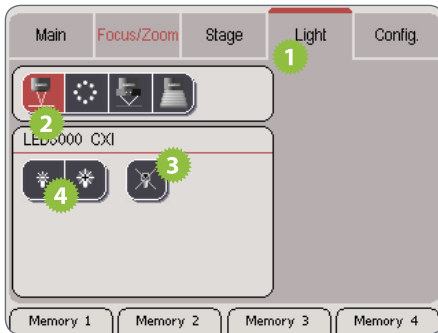 Main Focus/Zoom Stage Light Config.
1
2
LED5000 CXI
3
4
Memory 1 Memory 2 Memory 3 Memory 4